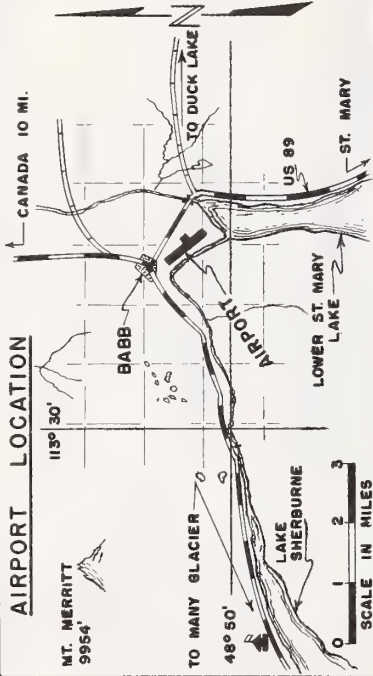 AIRPORT LOCATION
CANADA 10 MI.
N
MT. MERRITT
9954'
113° 30'
BABB
TO DUCK LAKE
AIRPORT
US 89
TO MANY GLACIER
48° 50'
LOWER ST. MARY
LAKE
ST. MARY
LAKE
SHERBURNE
0 1 2 3
SCALE IN MILES